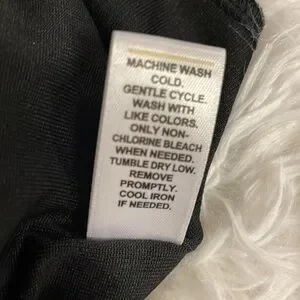 MACHINE WASH
COLD.
GENTLE CYCLE.
WASH WITH
LIKE COLORS.
ONLY NON-
CHLORINE BLEACH
WHEN NEEDED.
TUMBLE DRY LOW.
REMOVE
PROMPTLY.
COOL IRON
IF NEEDED.